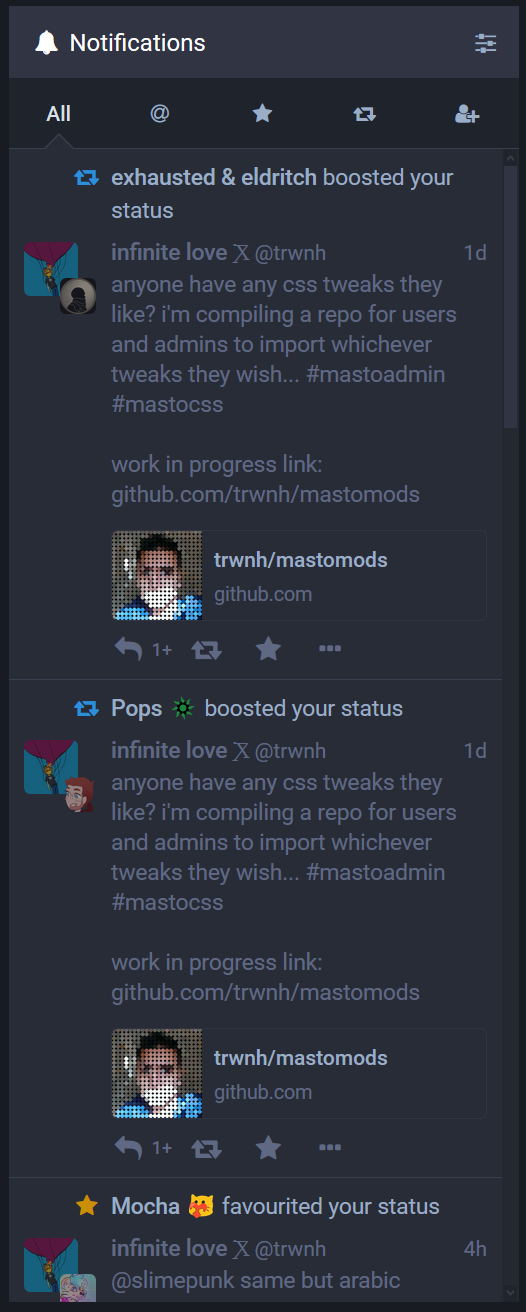 Notifications
All @
exhausted & eldritch boosted your
status
infinite love 𝕏 @trwnh 1d
anyone have any css tweaks they
like? i'm compiling a repo for users
and admins to import whichever
tweaks they wish... #mastoadmin
#mastocss
work in progress link:
github.com/trwnh/mastomods
trwnh/mastomods
github.com
1+
Pops boosted your status
infinite love 𝕏 @trwnh 1d
anyone have any css tweaks they
like? i'm compiling a repo for users
and admins to import whichever
tweaks they wish... #mastoadmin
#mastocss
work in progress link:
github.com/trwnh/mastomods
trwnh/mastomods
github.com
1+
Mocha favourited your status
infinite love 𝕏 @trwnh 4h
@slimepunk same but arabic